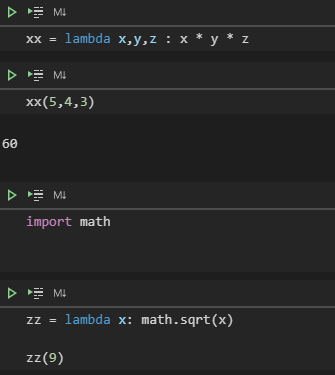 M↓
xx = lambda x,y,z : x * y * z
M↓
xx(5,4,3)
60
M↓
import math
M↓
zz = lambda x: math.sqrt(x)
zz(9)